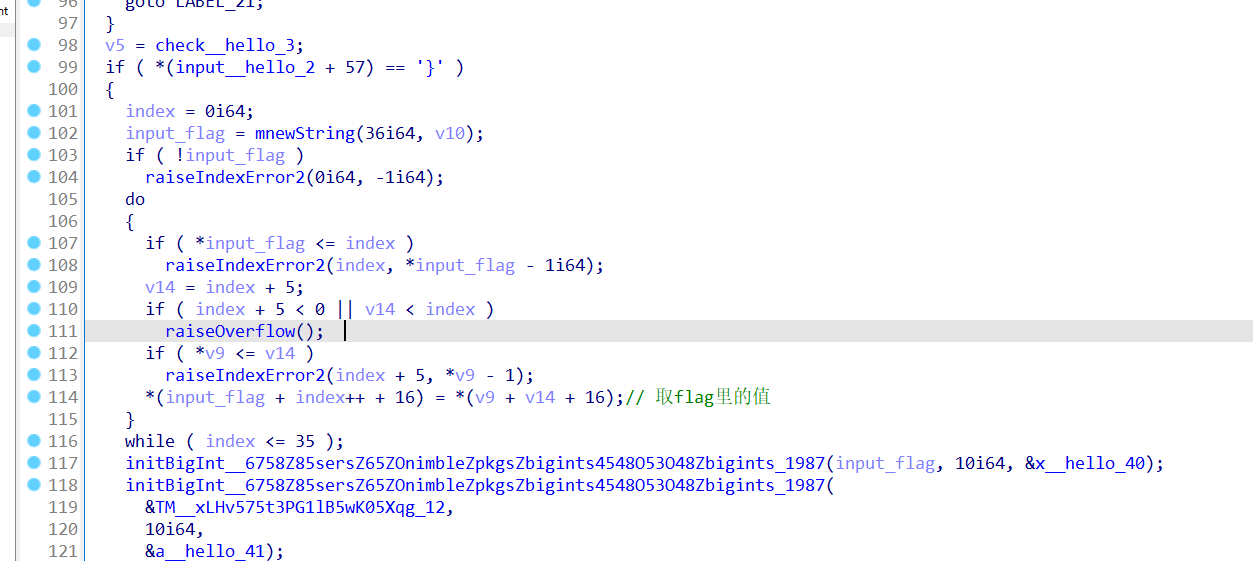 nt
96 goto LABEL_21;
97 }
98 v5 = check__hello_3;
99 if ( *(input__hello_2 + 57) == '}' )
100 {
101 index = 0i64;
102 input_flag = mnewString(36i64, v10);
103 if ( !input_flag )
104 raiseIndexError2(0i64, -1i64);
105 do
106 {
107 if ( *input_flag <= index )
108 raiseIndexError2(index, *input_flag - 1i64);
109 v14 = index + 5;
110 if ( index + 5 < 0 || v14 < index )
111 raiseOverflow();
112 if ( *v9 <= v14 )
113 raiseIndexError2(index + 5, *v9 - 1);
114 *(input_flag + index++ + 16) = *(v9 + v14 + 16);// 取flag里的值
115 }
116 while ( index <= 35 );
117 initBigInt__6758Z85sersZ65ZOnimbleZpkgsZbigints4548O53O48Zbigints_1987(input_flag, 10i64, &x__hello_40);
118 initBigInt__6758Z85sersZ65ZOnimbleZpkgsZbigints4548O53O48Zbigints_1987(
119 &TM__xLHv575t3PG1lB5wK05Xqg_12,
120 10i64,
121 &a__hello_41);